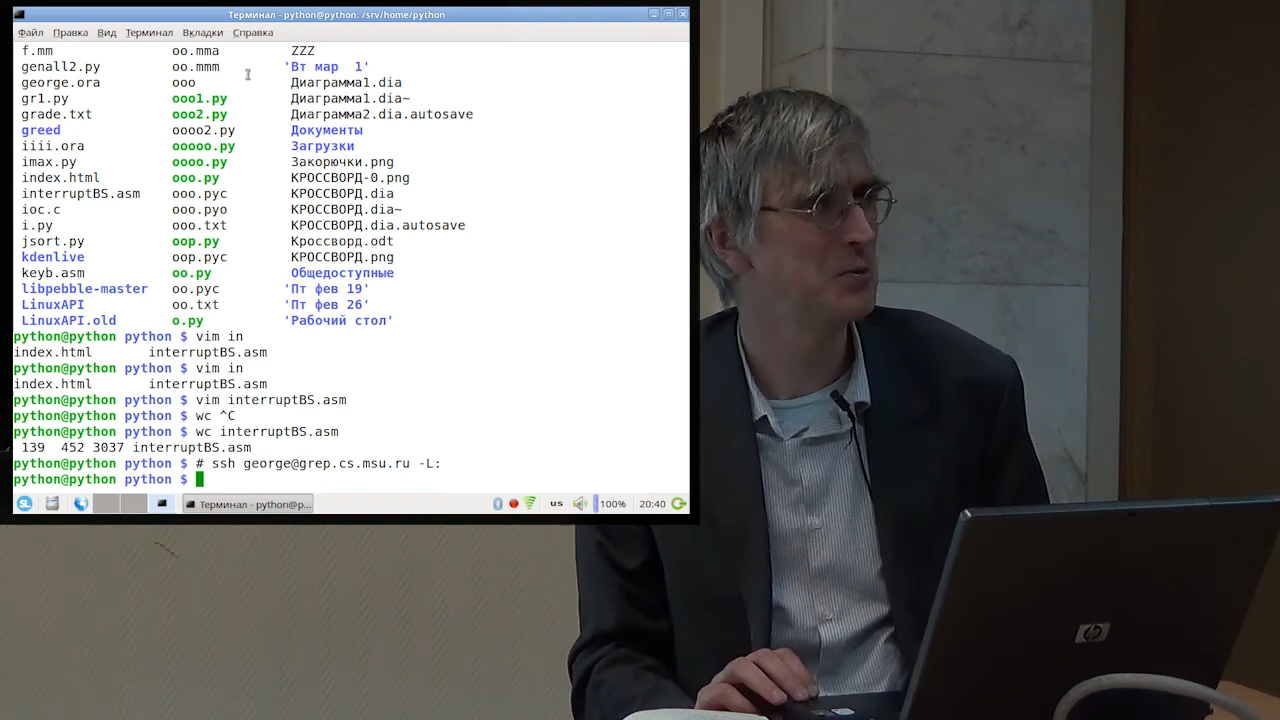 Терминал - python@python: /srv/home/python
Файл Правка Вид Терминал Вкладки Справка
f.mm oo.mma ZZZ
genall2.py oo.mmm 'Вт мар  1'
george.ora ooo Диаграмма1.dia
gr1.py ooo1.py Диаграмма1.dia~
grade.txt ooo2.py Диаграмма2.dia.autosave
greed oooo2.py Документы
iiii.ora ooooo.py Загрузки
imax.py oooo.py Закорючки.png
index.html ooo.py КРОССВОРД-0.png
interruptBS.asm ooo.pyc КРОССВОРД.dia
ioc.c ooo.pyo КРОССВОРД.dia~
i.py ooo.txt КРОССВОРД.dia.autosave
jsort.py oop.py Кроссворд.odt
kdenlive oop.pyc КРОССВОРД.png
keyb.asm oo.py Общедоступные
libpebble-master oo.pyc 'Пт фев 19'
LinuxAPI oo.txt 'Пт фев 26'
LinuxAPI.old o.py 'Рабочий стол'
python@python python $ vim in
index.html interruptBS.asm
python@python python $ vim in
index.html interruptBS.asm
python@python python $ vim interruptBS.asm
python@python python $ wc ^C
python@python python $ wc interruptBS.asm
139 452 3037 interruptBS.asm
python@python python $ # ssh george@grep.cs.msu.ru -L:
python@python python $
SL Терминал - python@p... us 100% 20:40
hp